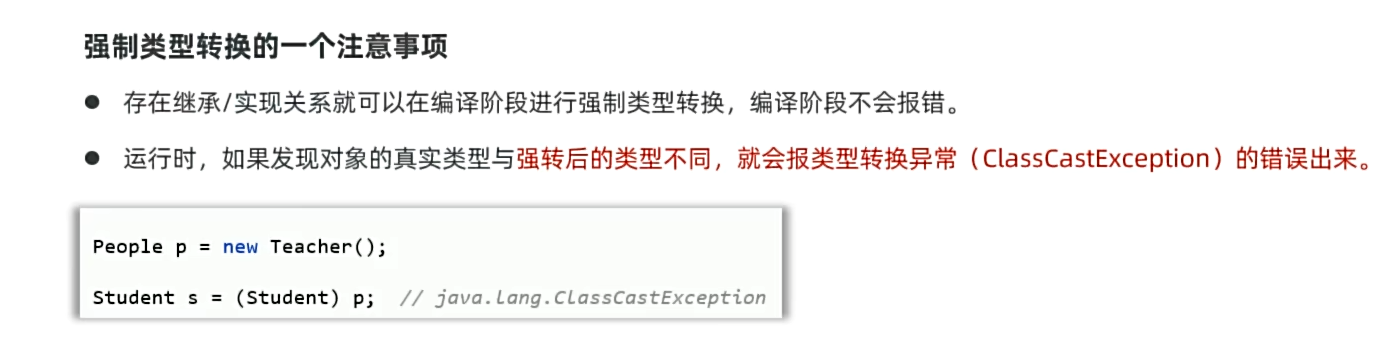 强制类型转换的一个注意事项
● 存在继承/实现关系就可以在编译阶段进行强制类型转换，编译阶段不会报错。
● 运行时，如果发现对象的真实类型与强转后的类型不同，就会报类型转换异常（ClassCastException）的错误出来。
People p = new Teacher();
Student s = (Student) p; // java.lang.ClassCastException